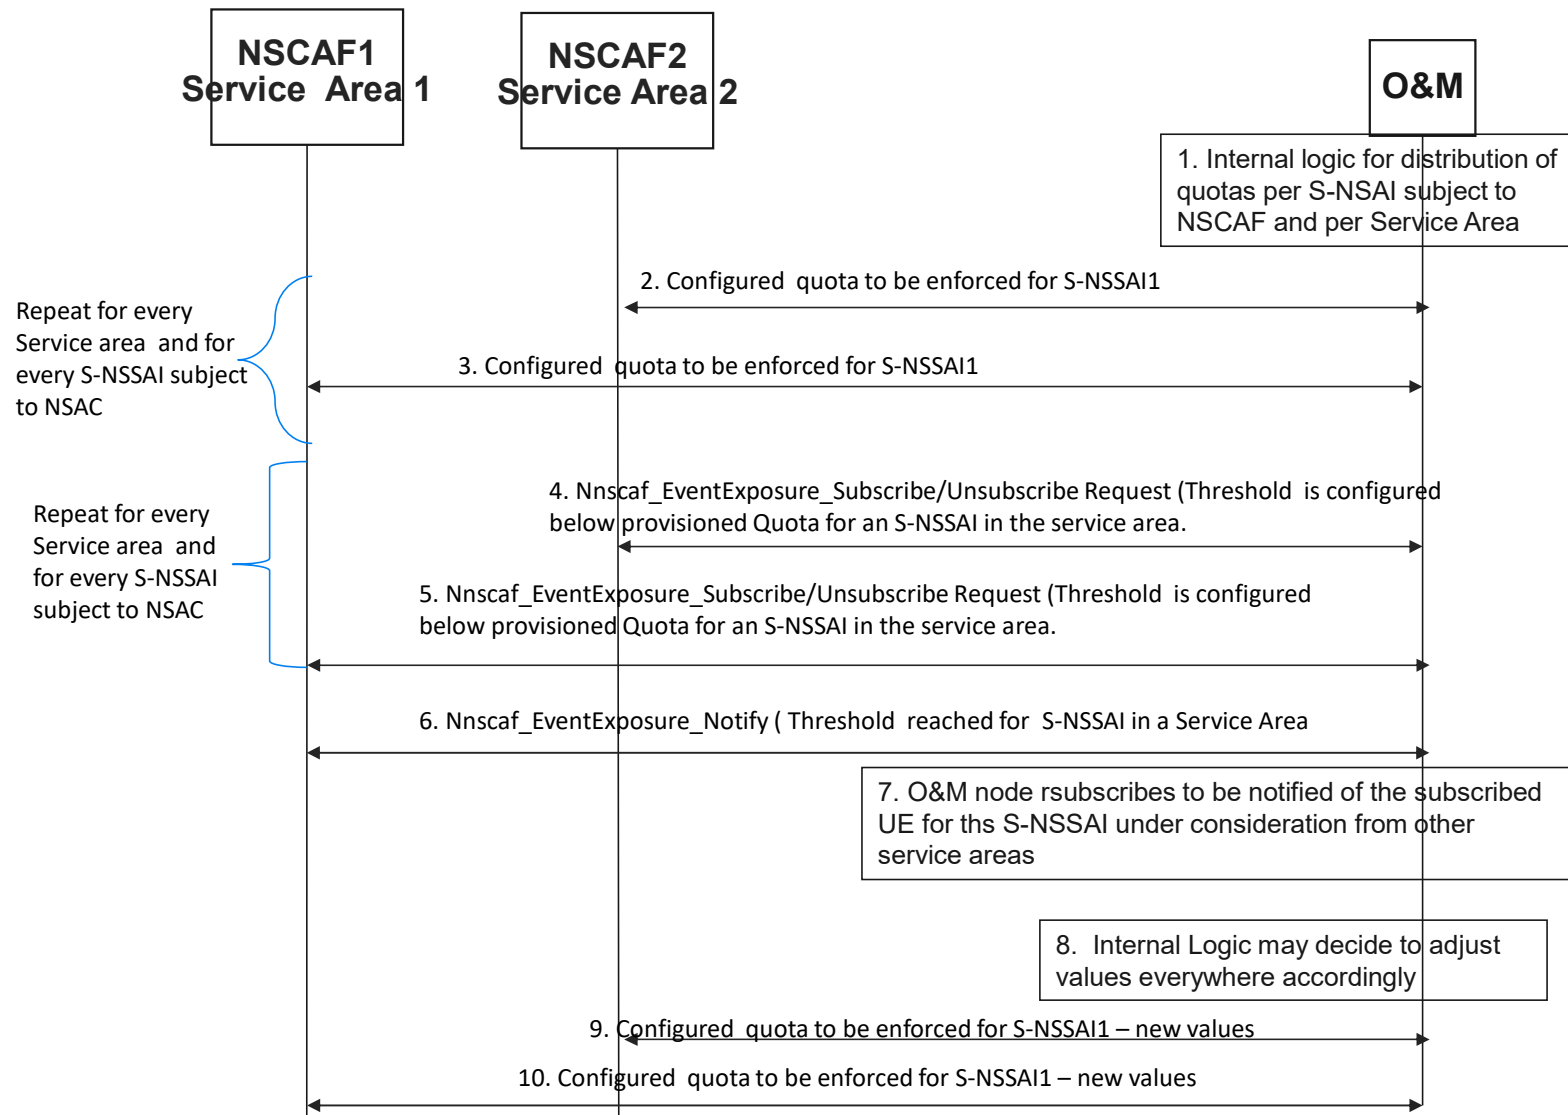 NSCAF1
Service Area 1
NSCAF2
Service Area 2
O&M
1. Internal logic for distribution of
quotas per S-NSAI subject to
NSCAF and per Service Area
2. Configured quota to be enforced for S-NSSAI1
Repeat for every
Service area and for
every S-NSSAI subject
to NSAC
3. Configured quota to be enforced for S-NSSAI1
4. Nnscaf_EventExposure_Subscribe/Unsubscribe Request (Threshold is configured
below provisioned Quota for an S-NSSAI in the service area.
Repeat for every
Service area and
for every S-NSSAI
subject to NSAC
5. Nnscaf_EventExposure_Subscribe/Unsubscribe Request (Threshold is configured
below provisioned Quota for an S-NSSAI in the service area.
6. Nnscaf_EventExposure_Notify ( Threshold reached for S-NSSAI in a Service Area
7. O&M node rsubscribes to be notified of the subscribed
UE for ths S-NSSAI under consideration from other
service areas
8. Internal Logic may decide to adjust
values everywhere accordingly
9. Configured quota to be enforced for S-NSSAI1 – new values
10. Configured quota to be enforced for S-NSSAI1 – new values